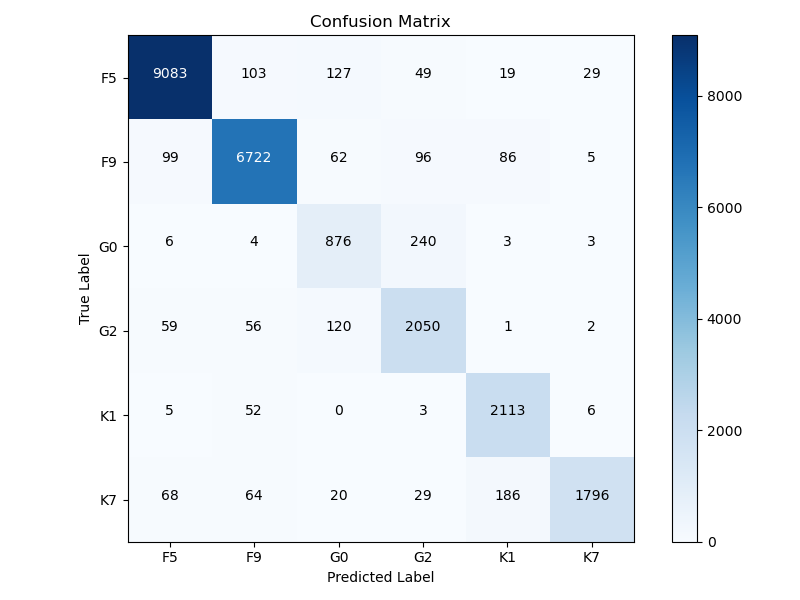 Confusion Matrix
F5 9083 103 127 49 19 29
F9 99 6722 62 96 86 5
G0 6 4 876 240 3 3
G2 59 56 120 2050 1 2
K1 5 52 0 3 2113 6
K7 68 64 20 29 186 1796
F5 F9 G0 G2 K1 K7
Predicted Label
True Label
8000
6000
4000
2000
0